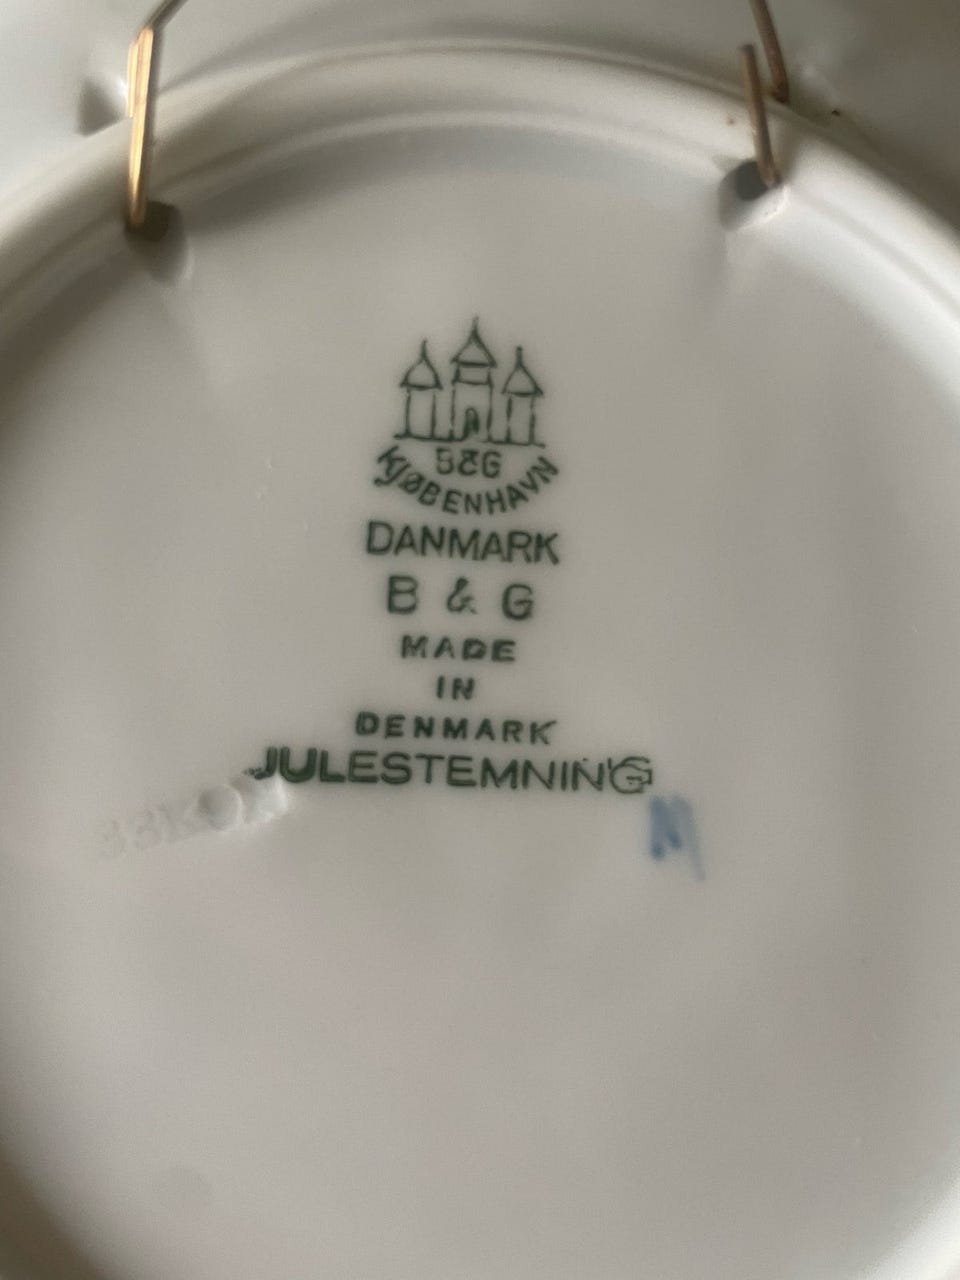 B&G
KJØBENHAVN
DANMARK
B & G
MADE
IN
DENMARK
JULESTEMNING
M